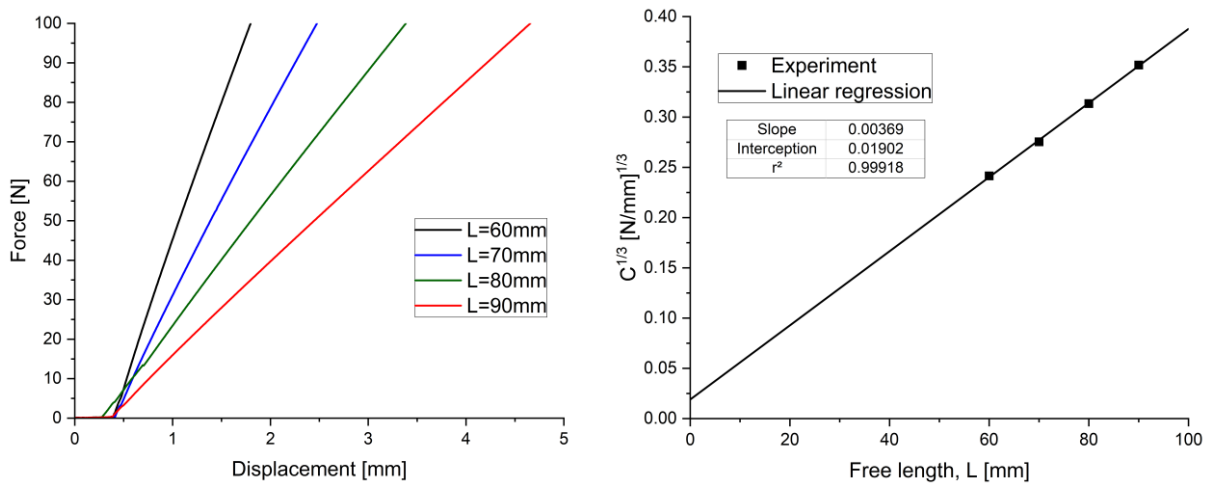 100
90
80
70
60
50
40
30
20
10
0
Force [N]
L=60mm
L=70mm
L=80mm
L=90mm
0 1 2 3 4 5
Displacement [mm]
0.40
0.35
0.30
0.25
0.20
0.15
0.10
0.05
0.00
C^{1/3} [N/mm]^{1/3}
Experiment
Linear regression
Slope 0.00369
Interception 0.01902
r² 0.99918
0 20 40 60 80 100
Free length, L [mm]